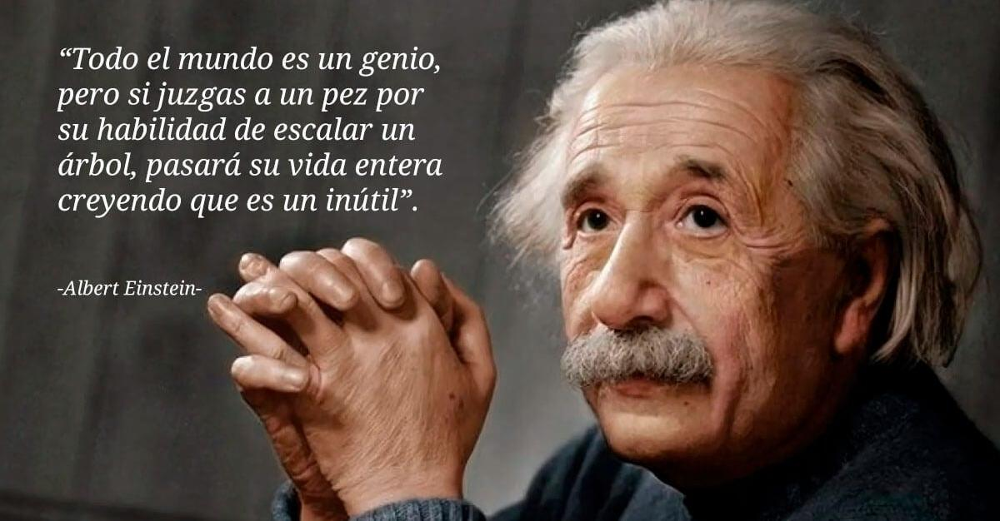 “Todo el mundo es un genio,
pero si juzgas a un pez por
su habilidad de escalar un
árbol, pasará su vida entera
creyendo que es un inútil”.
-Albert Einstein-